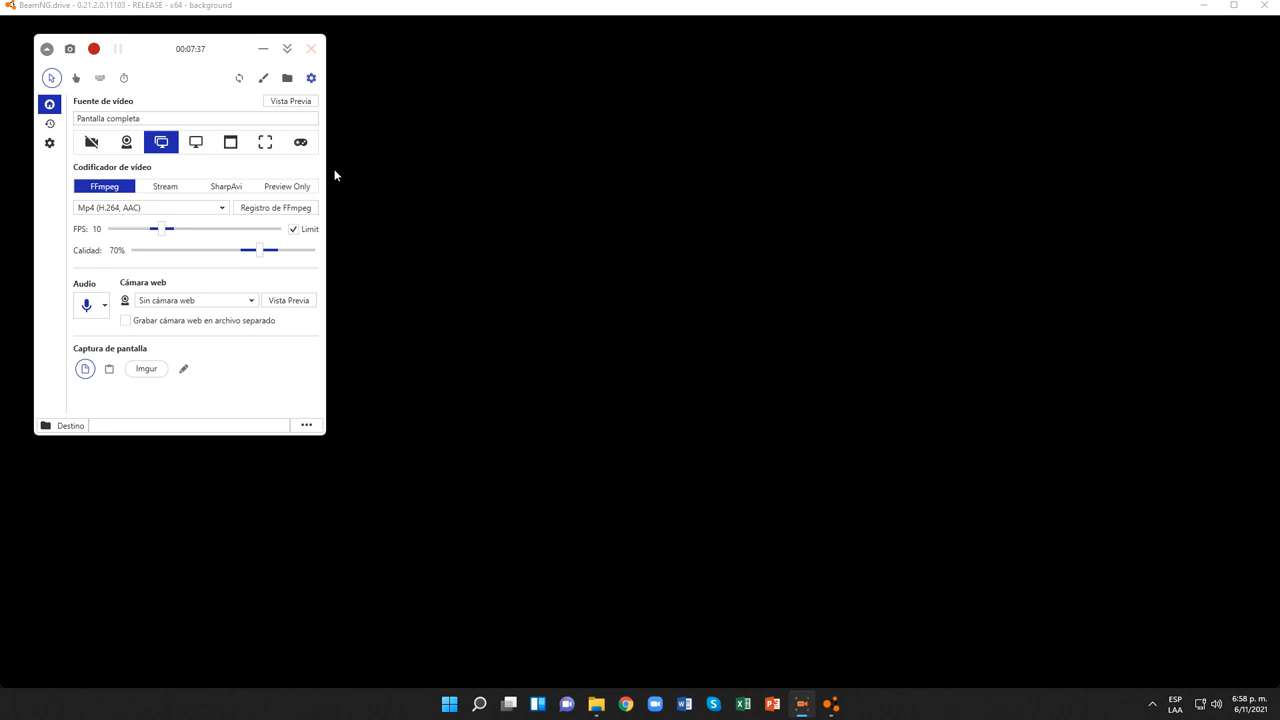 BeamNG.drive - 0.21.2.0.11103 - RELEASE - x64 - background
00:07:37
Fuente de vídeo
Vista Previa
Pantalla completa
Codificador de vídeo
FFmpeg Stream SharpAvi Preview Only
Mp4 (H.264, AAC) Registro de FFmpeg
FPS: 10 Limit
Calidad: 70%
Audio
Cámara web
Sin cámara web Vista Previa
Grabar cámara web en archivo separado
Captura de pantalla
Imgur
Destino
ESP
LAA
6:58 p. m.
6/11/2021